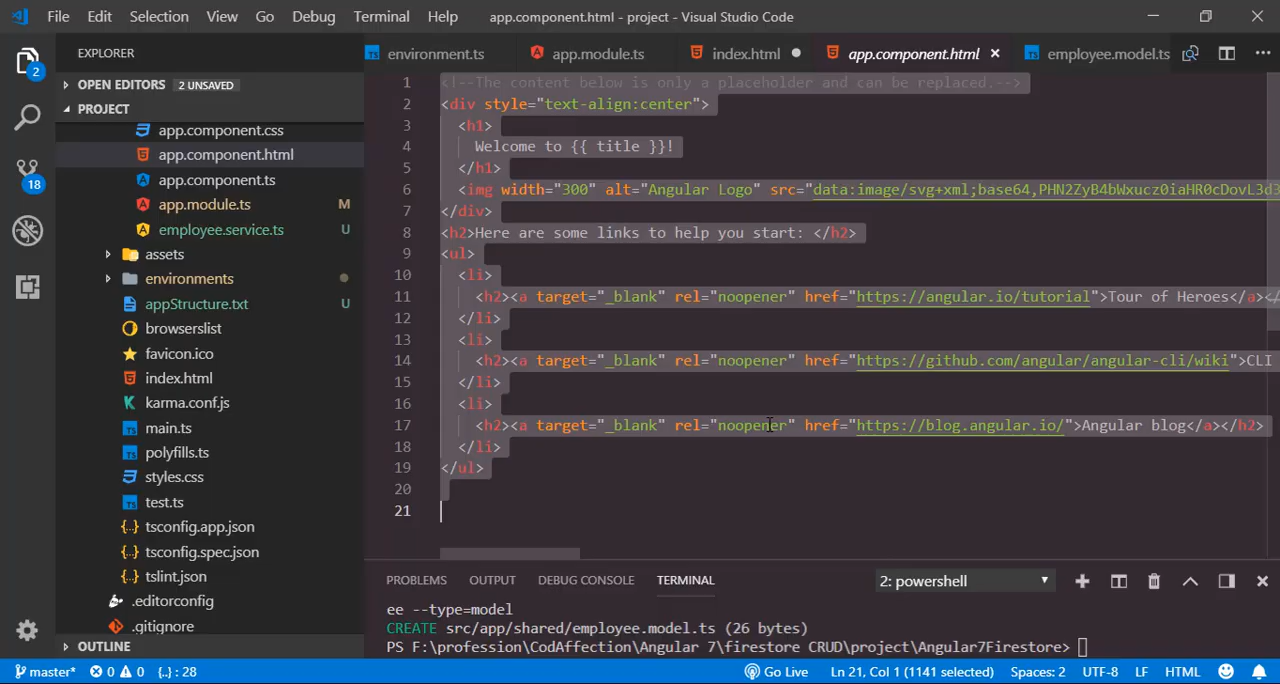 File Edit Selection View Go Debug Terminal Help app.component.html - project - Visual Studio Code
EXPLORER
OPEN EDITORS 2 UNSAVED
PROJECT
app.component.css
app.component.html
app.component.ts
app.module.ts M
employee.service.ts U
assets
environments
appStructure.txt U
browserslist
favicon.ico
index.html
karma.conf.js
main.ts
polyfills.ts
styles.css
test.ts
tsconfig.app.json
tsconfig.spec.json
tslint.json
.editorconfig
.gitignore
OUTLINE
2
18
environment.ts app.module.ts index.html app.component.html employee.model.ts
1 <!--The content below is only a placeholder and can be replaced.-->
2 <div style="text-align:center">
3 <h1>
4 Welcome to {{ title }}!
5 </h1>
6 <img width="300" alt="Angular Logo" src="data:image/svg+xml;base64,PHN2ZyB4bWxucz0iaHR0cDovL3d3
7 </div>
8 <h2>Here are some links to help you start: </h2>
9 <ul>
10 <li>
11 <h2><a target="_blank" rel="noopener" href="https://angular.io/tutorial">Tour of Heroes</a></
12 </li>
13 <li>
14 <h2><a target="_blank" rel="noopener" href="https://github.com/angular/angular-cli/wiki">CLI
15 </li>
16 <li>
17 <h2><a target="_blank" rel="noopener" href="https://blog.angular.io/">Angular blog</a></h2>
18 </li>
19 </ul>
20
21
PROBLEMS OUTPUT DEBUG CONSOLE TERMINAL 2: powershell
ee --type=model
CREATE src/app/shared/employee.model.ts (26 bytes)
PS F:\profession\CodAffection\Angular 7\firestore CRUD\project\Angular7Firestore>
master* 0 0 {..} : 28 Go Live Ln 21, Col 1 (1141 selected) Spaces: 2 UTF-8 LF HTML